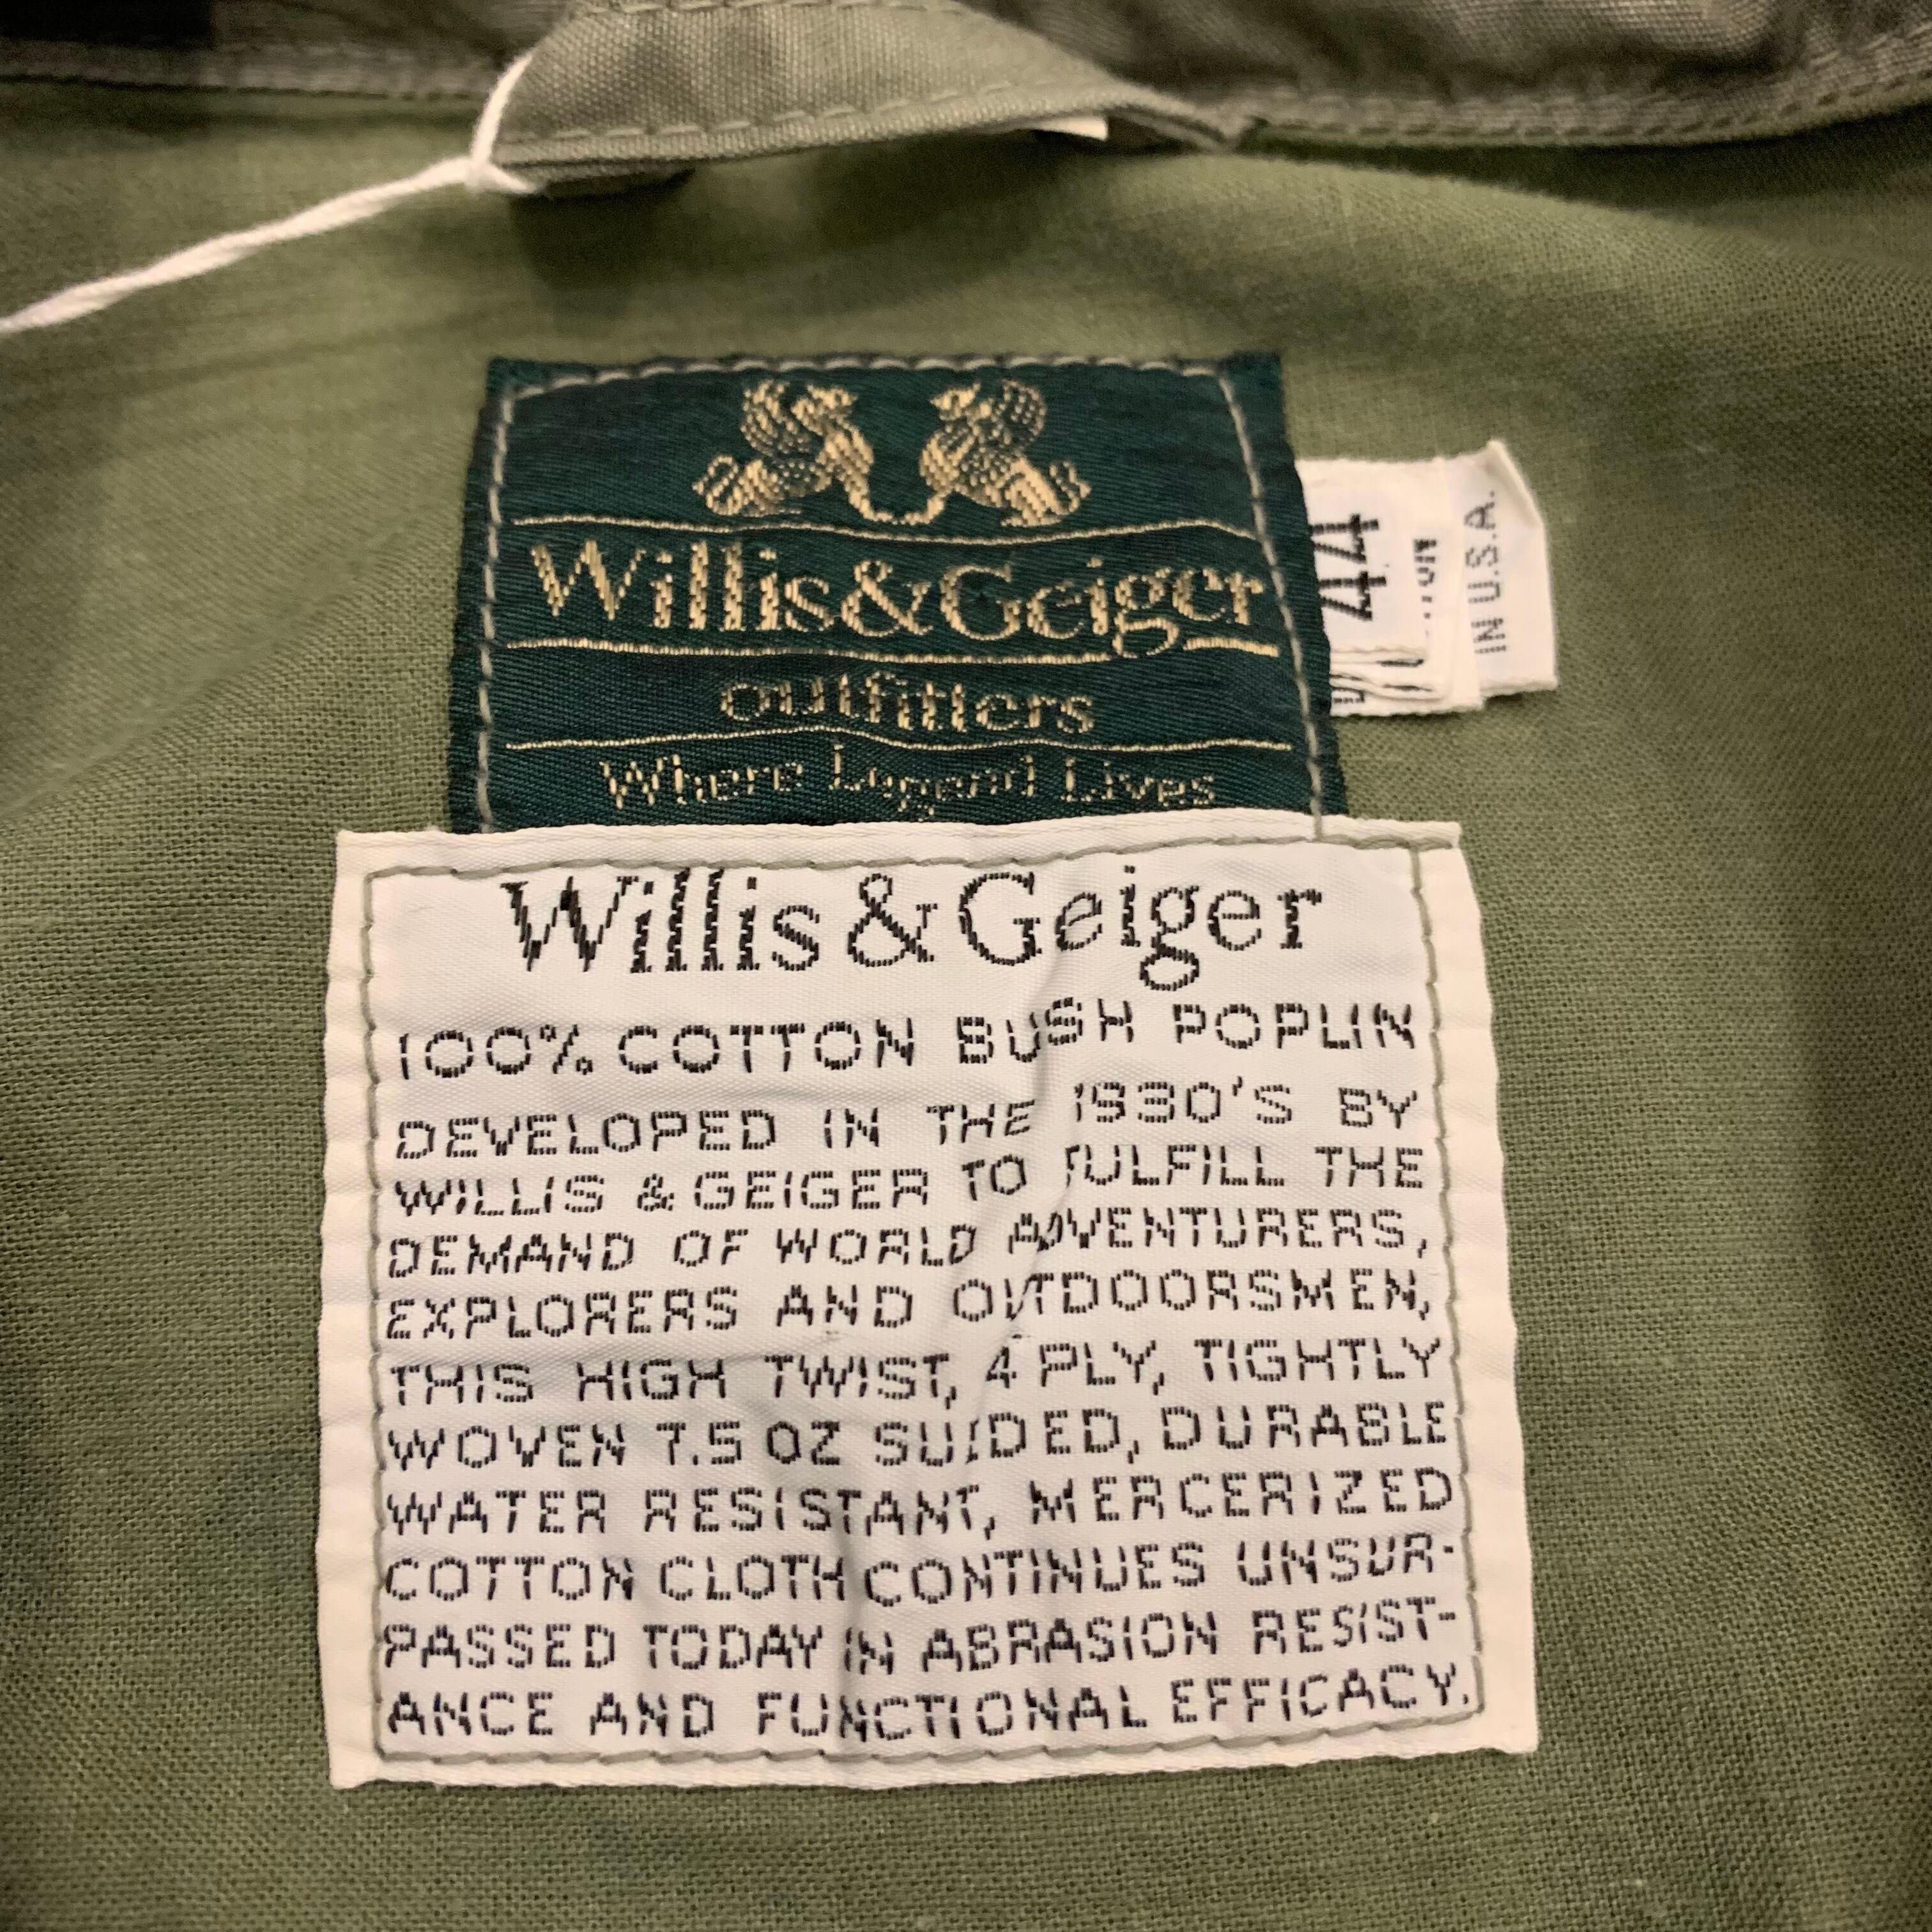 Willis & Geiger
outfitters
Where Legend Lives
44
IN U.S.A.
Willis & Geiger
100% COTTON BUSH POPLIN
DEVELOPED IN THE 1930'S BY
WILLIS & GEIGER TO FULFILL THE
DEMAND OF WORLD ADVENTURERS,
EXPLORERS AND OUTDOORSMEN,
THIS HIGH TWIST, 4 PLY, TIGHTLY
WOVEN 7.5 OZ SUIDED, DURABLE
WATER RESISTANT, MERCERIZED
COTTON CLOTH CONTINUES UNSUR-
PASSED TODAY IN ABRASION RESIST-
ANCE AND FUNCTIONAL EFFICACY.